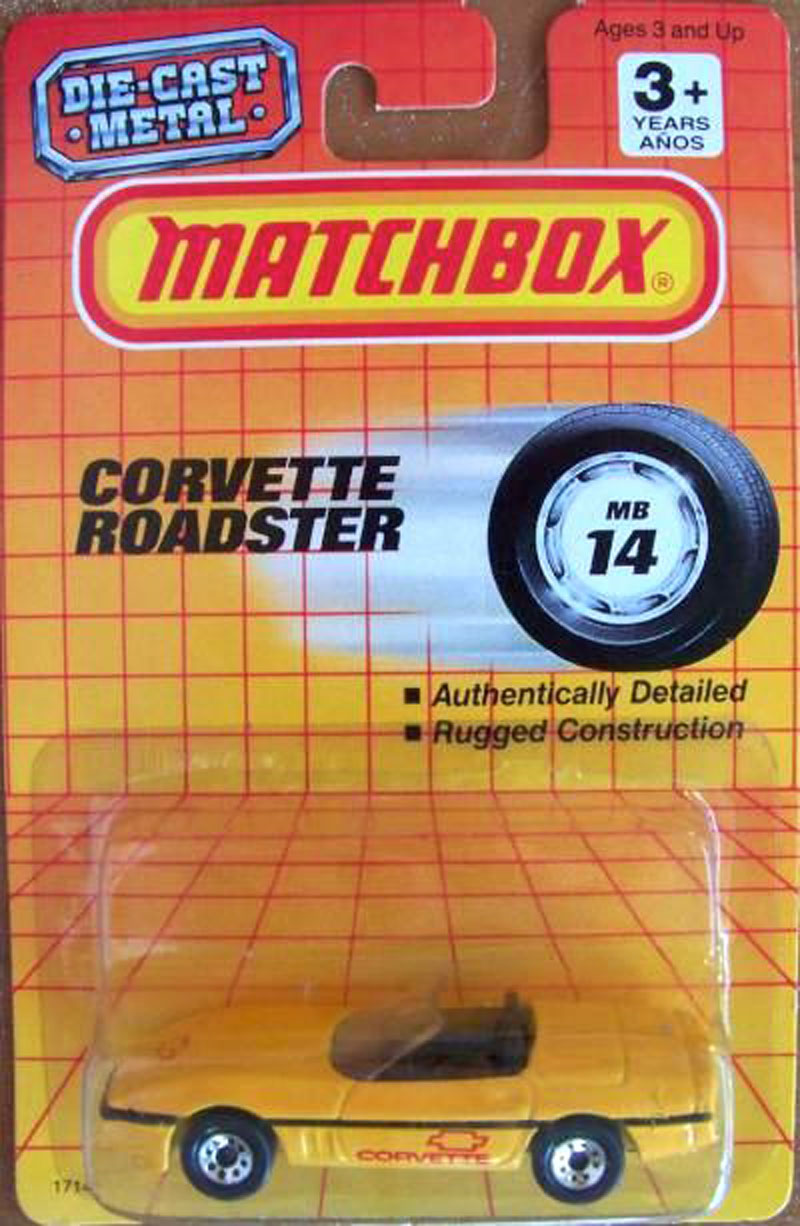 Ages 3 and Up
DIE-CAST
METAL
3+
YEARS
AÑOS
MATCHBOX®
CORVETTE
ROADSTER
MB
14
■ Authentically Detailed
■ Rugged Construction
CORVETTE